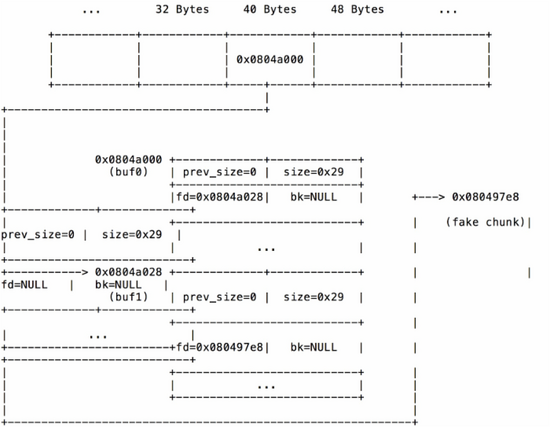 ... 32 Bytes 40 Bytes 48 Bytes ...
0x0804a000
0x0804a000
(buf0)
prev_size=0 | size=0x29
fd=0x0804a028| bk=NULL
+---> 0x080497e8
(fake chunk)|
prev_size=0 | size=0x29
...
----------> 0x0804a028
fd=NULL | bk=NULL
(buf1)
prev_size=0 | size=0x29
...
fd=0x080497e8| bk=NULL
...